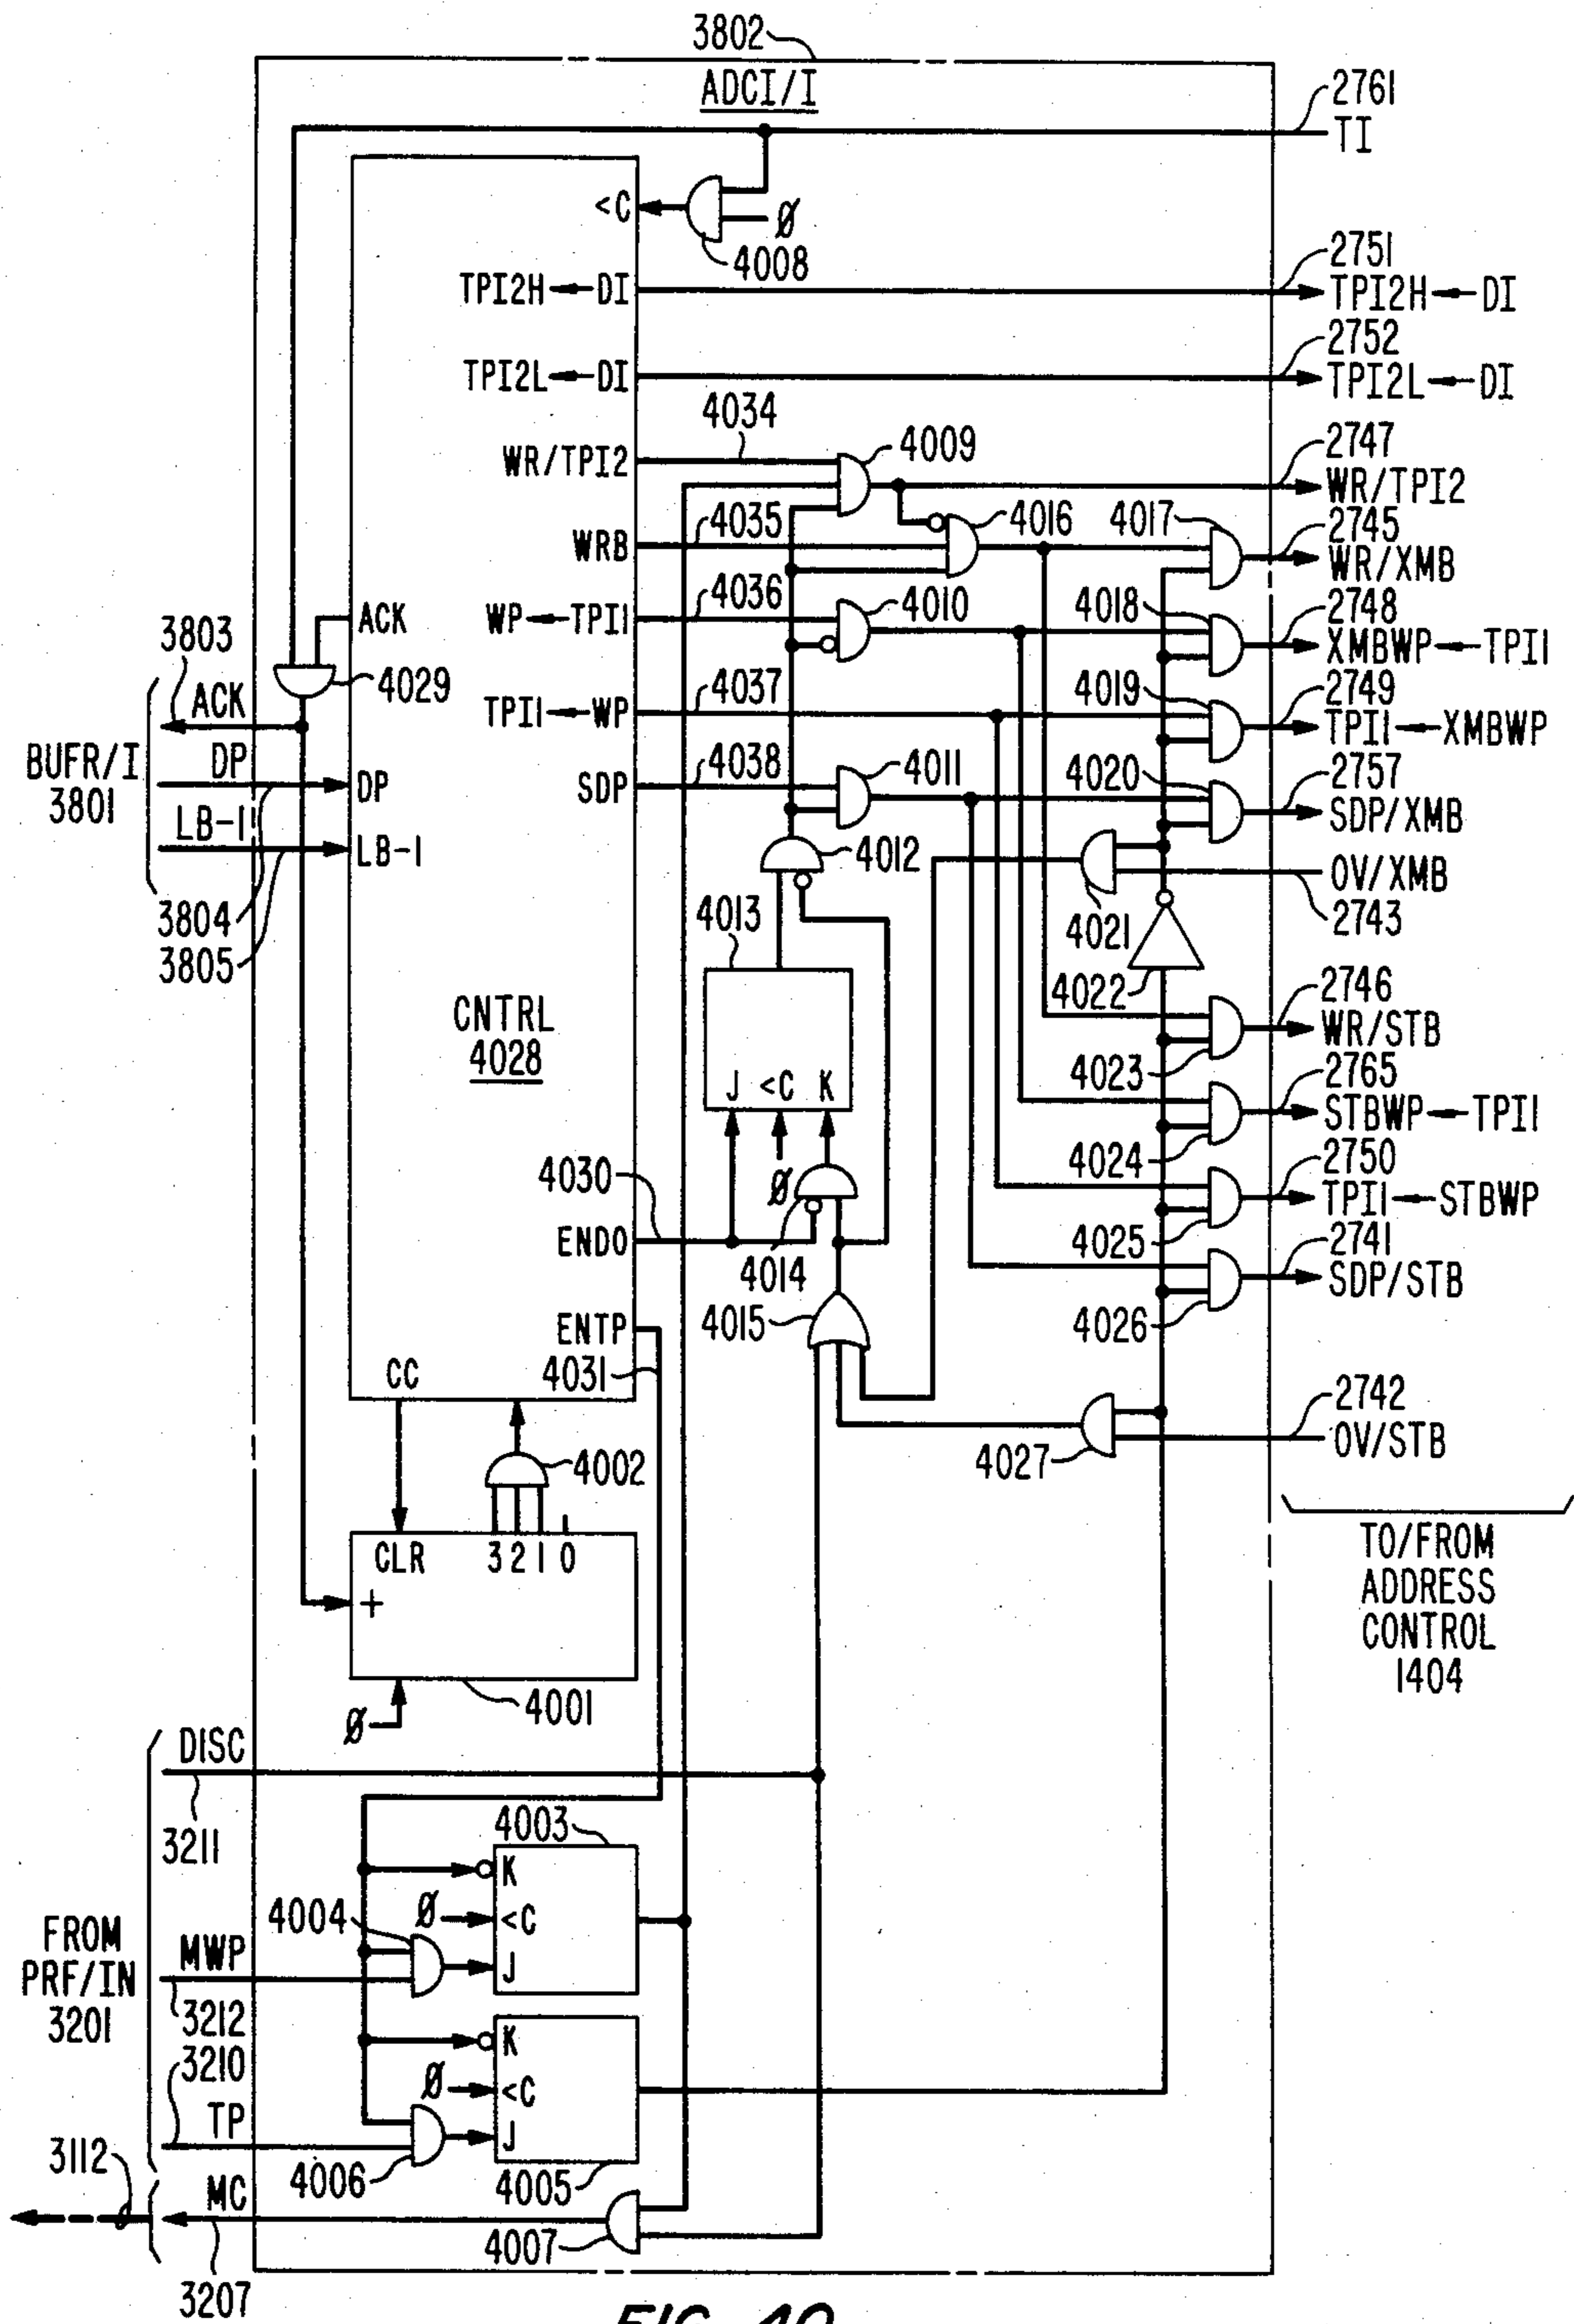 3802
ADCI/I
2761
TI
<C
Ø
4008
TPI2H←DI
2751
TPI2H←DI
TPI2L←DI
2752
TPI2L←DI
WR/TPI2
4034
4009
2747
WR/TPI2
WRB
4035
4016
4017
2745
WR/XMB
ACK
WP←TPI1
4036
4010
4018
2748
XMBWP←TPI1
3803
ACK
4029
TPI1←WP
4037
4019
2749
TPI1←XMBWP
BUFR/I
3801
DP
DP
SDP
4038
4011
4020
2757
SDP/XMB
LB-1
LB-1
4012
4021
OV/XMB
2743
3804
3805
4013
4022
CNTRL
4028
J <C K
Ø
4023
2746
WR/STB
4024
2765
STBWP←TPI1
4030
ENDO
4014
4025
2750
TPI1←STBWP
4015
4026
2741
SDP/STB
ENTP
4031
CC
4002
4027
2742
OV/STB
CLR
3 2 1 0
+
Ø
4001
TO/FROM
ADDRESS
CONTROL
1404
DISC
3211
4003
K
Ø
<C
J
4004
FROM
PRF/IN
3201
MWP
3212
3210
K
Ø
<C
J
TP
4006
4005
3112
MC
4007
3207
FIG. 40